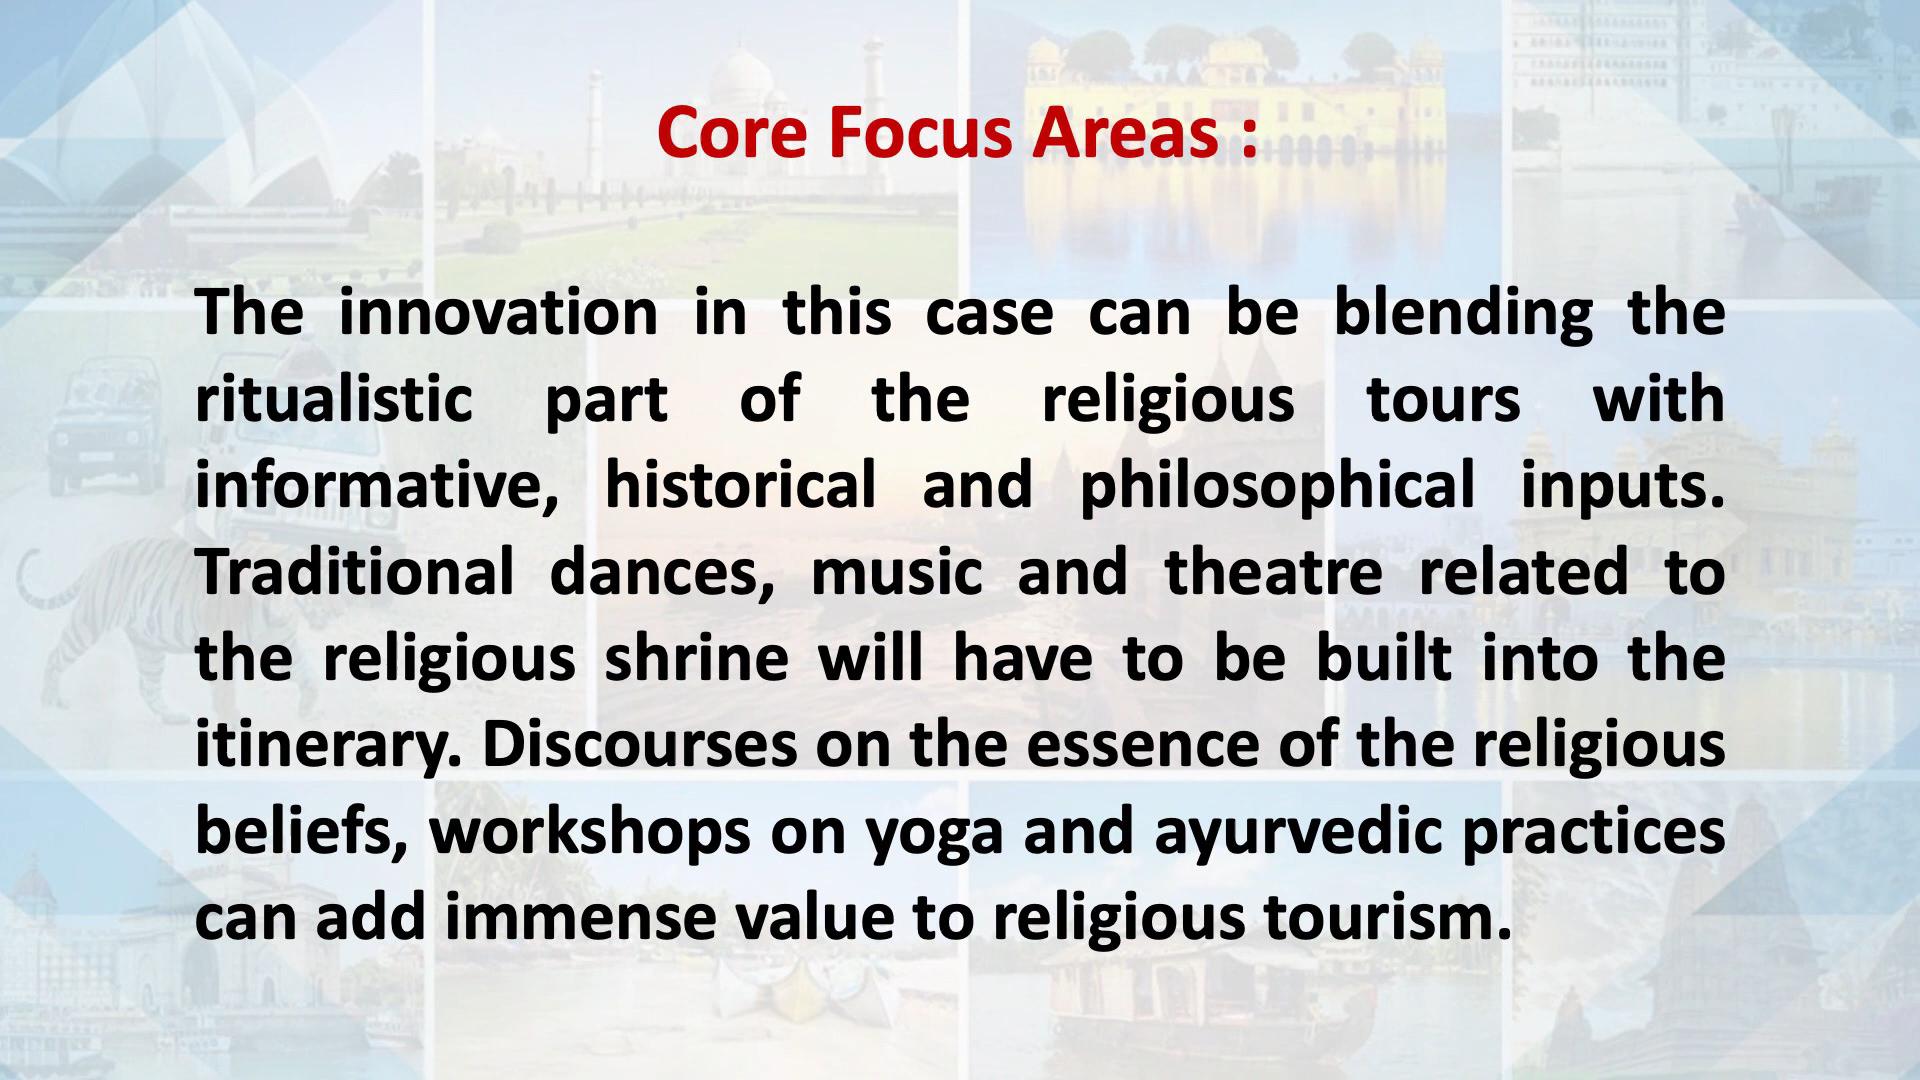 Core Focus Areas :
The innovation in this case can be blending the
ritualistic part of the religious tours with
informative, historical and philosophical inputs.
Traditional dances, music and theatre related to
the religious shrine will have to be built into the
itinerary. Discourses on the essence of the religious
beliefs, workshops on yoga and ayurvedic practices
can add immense value to religious tourism.